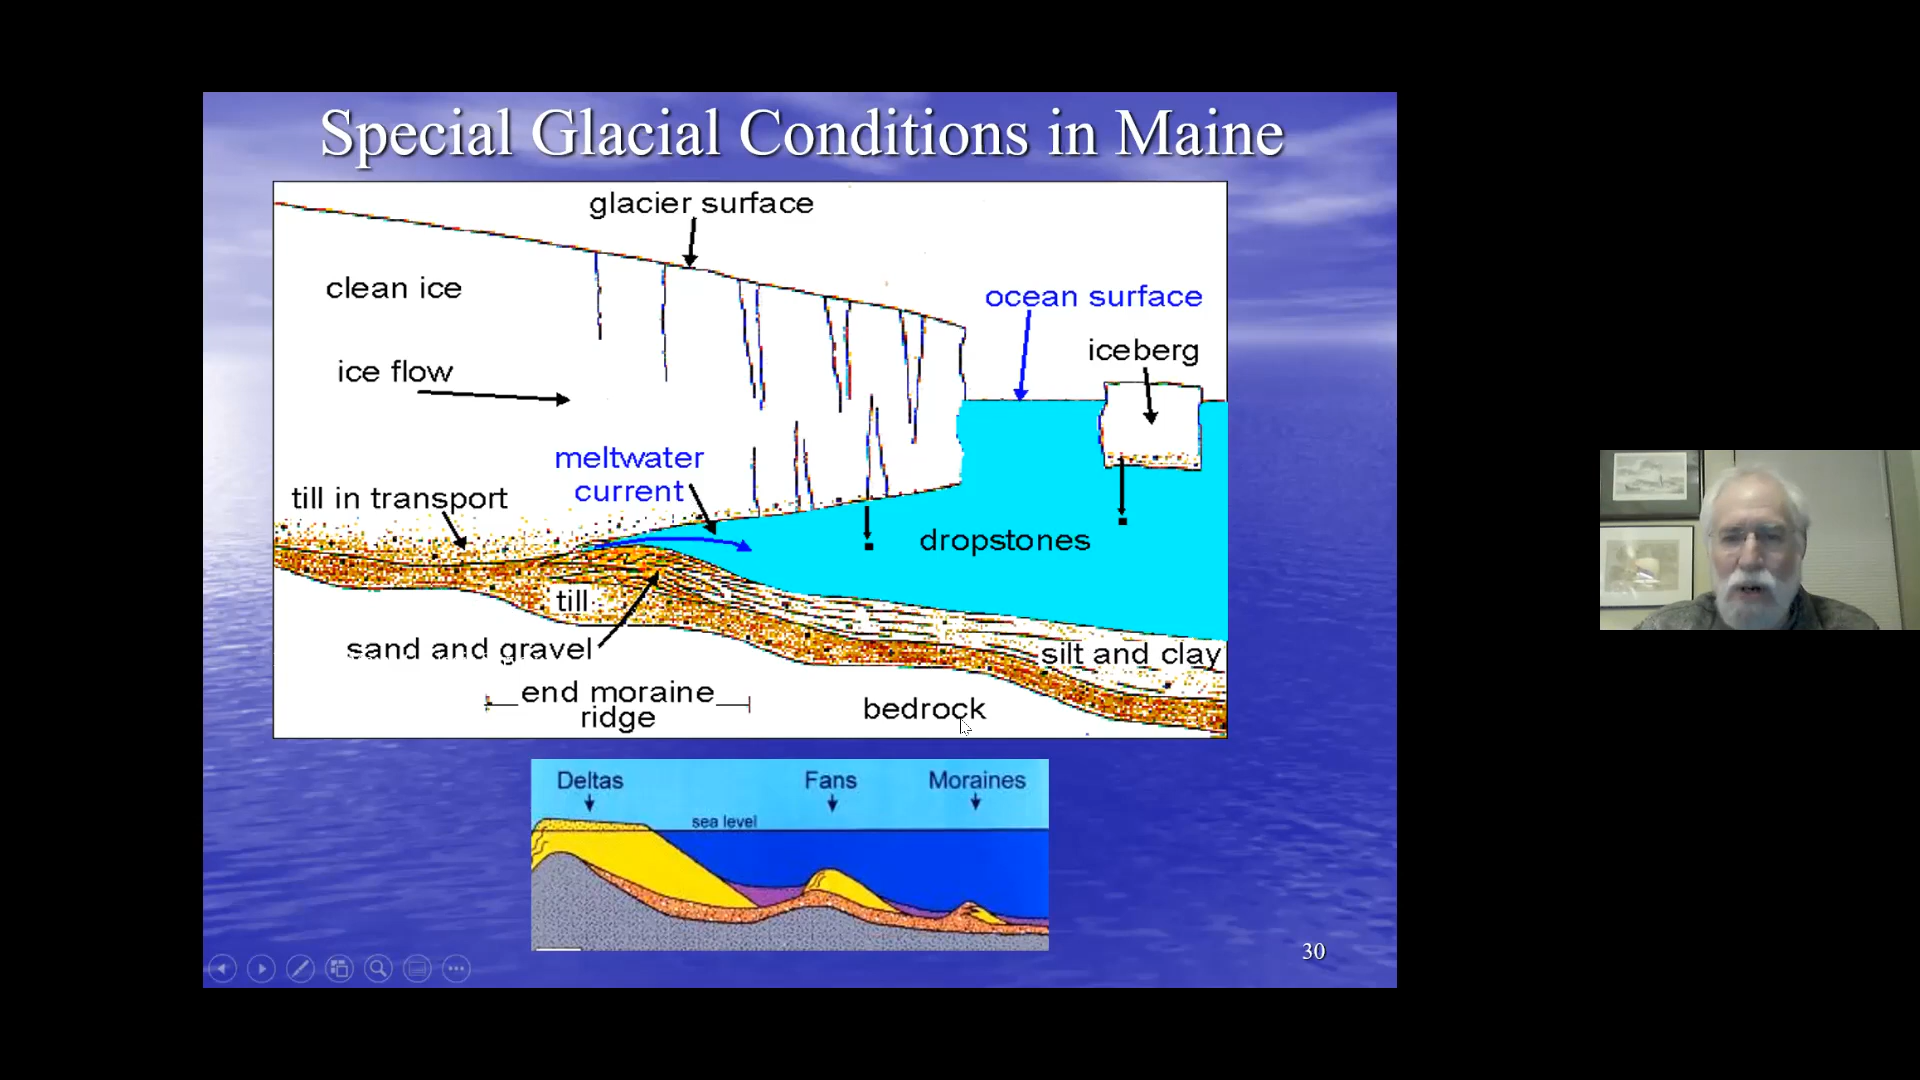 Special Glacial Conditions in Maine
glacier surface
clean ice
ocean surface
iceberg
ice flow
meltwater
current
till in transport
dropstones
till
sand and gravel
silt and clay
end moraine
ridge
bedrock
Deltas
Fans
Moraines
sea level
30